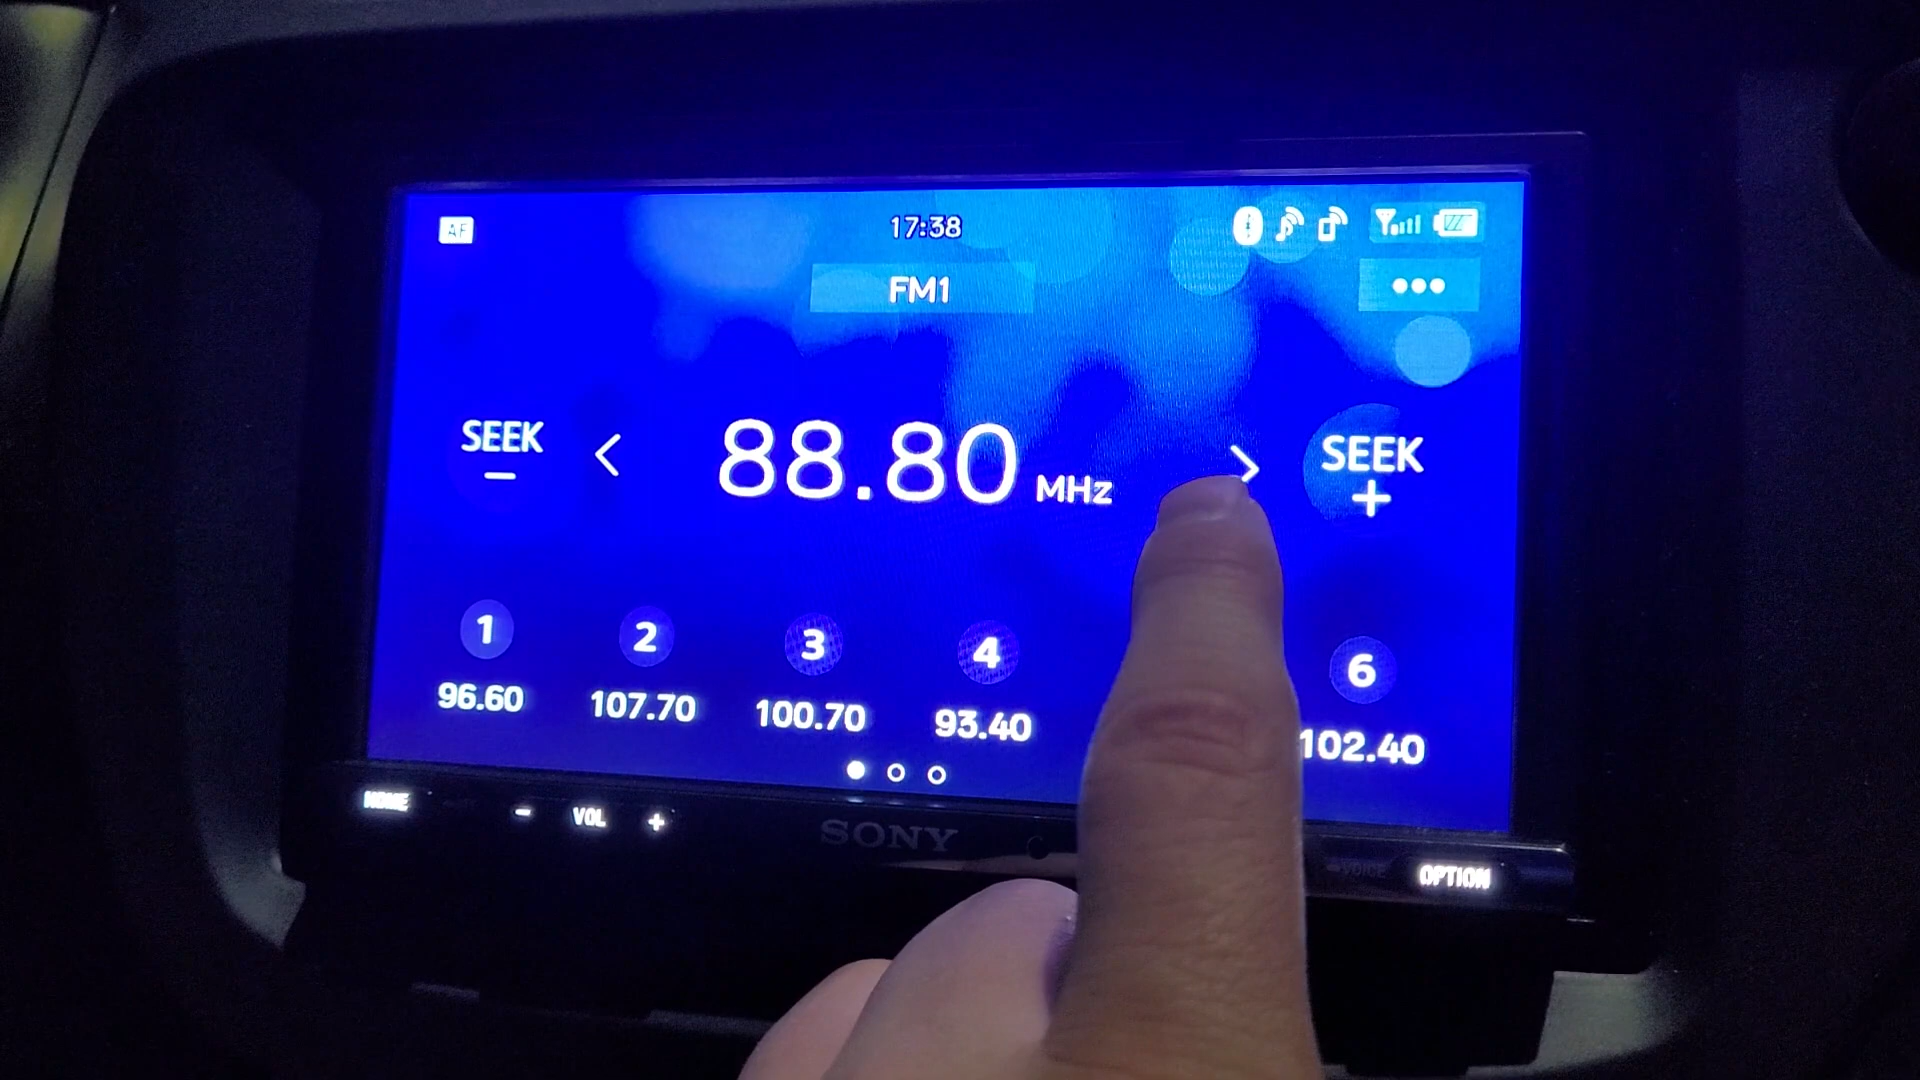 AF
17:38
FM1
SEEK
−
88.80 MHz
SEEK
+
1
2
3
4
6
96.60
107.70
100.70
93.40
102.40
HOME
− VOL +
SONY
VOICE
OPTION